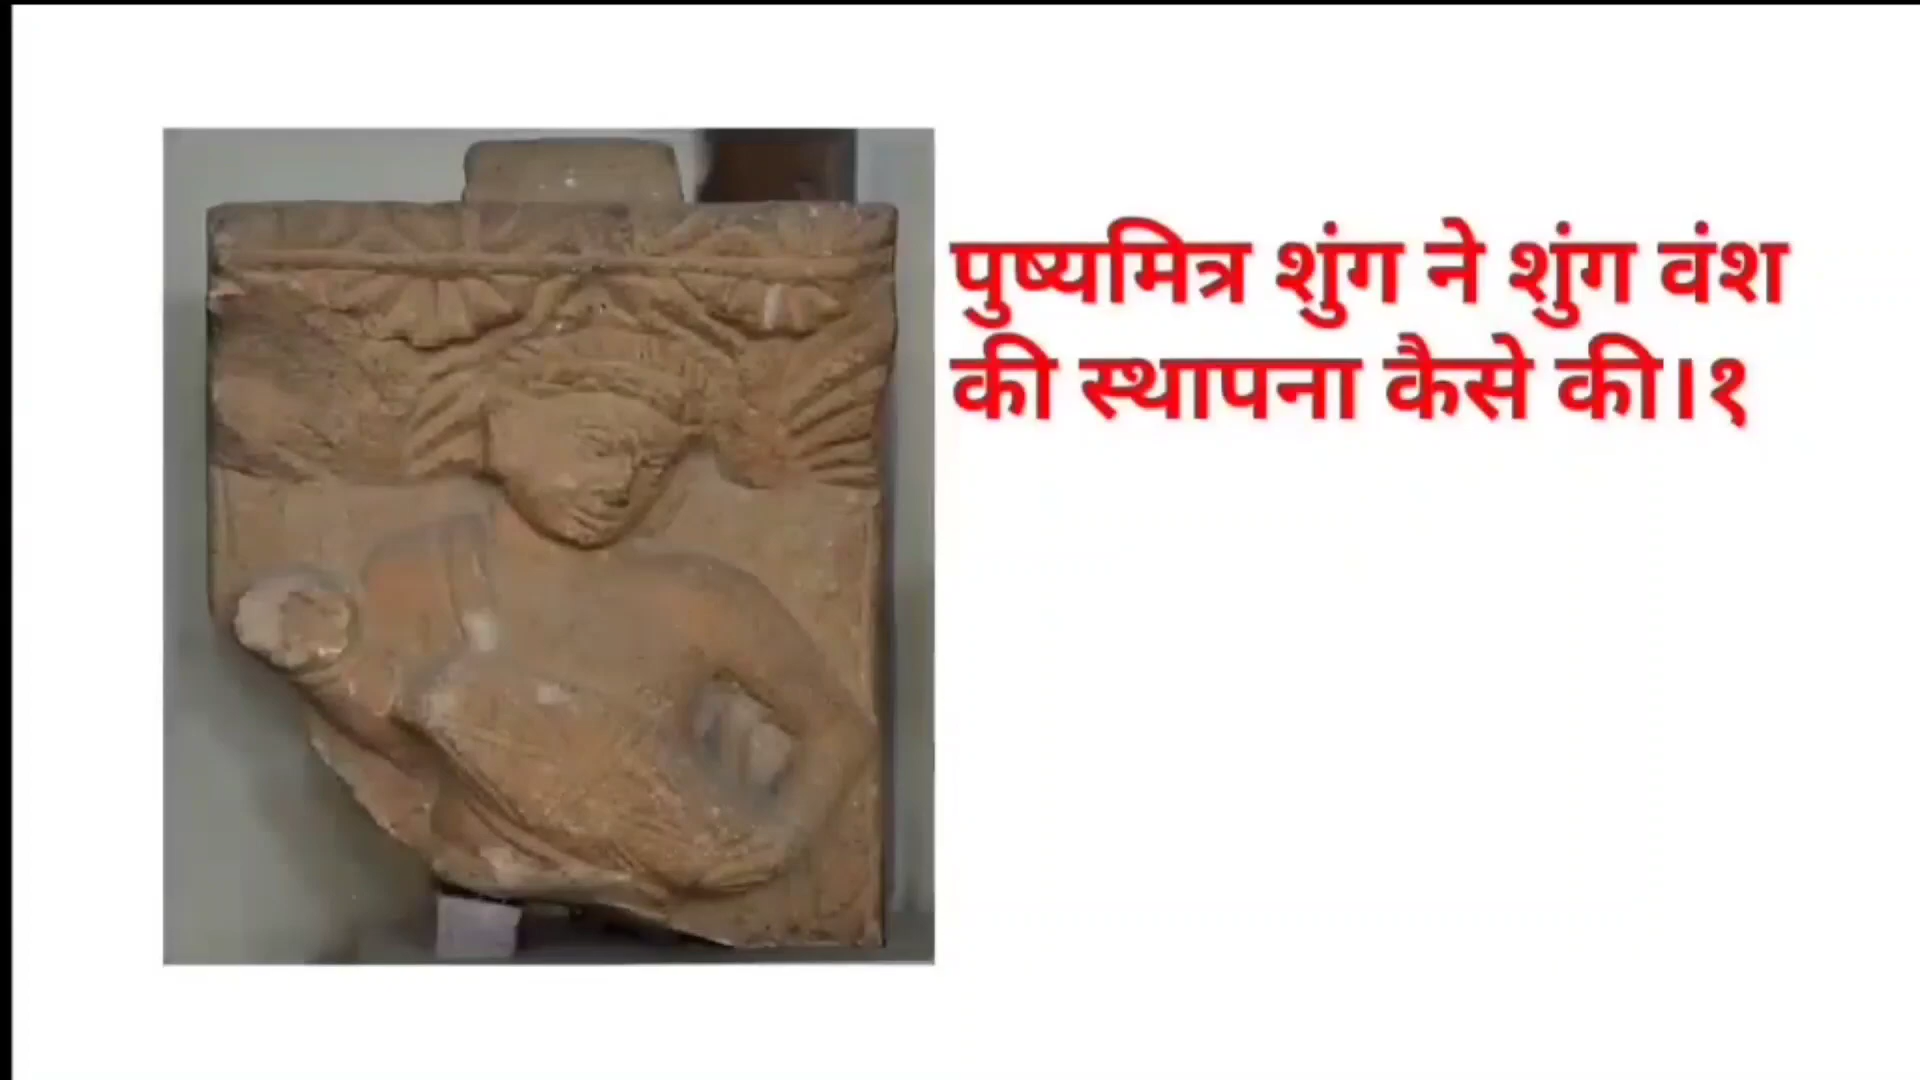 पुष्यमित्र शुंग ने शुंग वंश
की स्थापना कैसे की।१